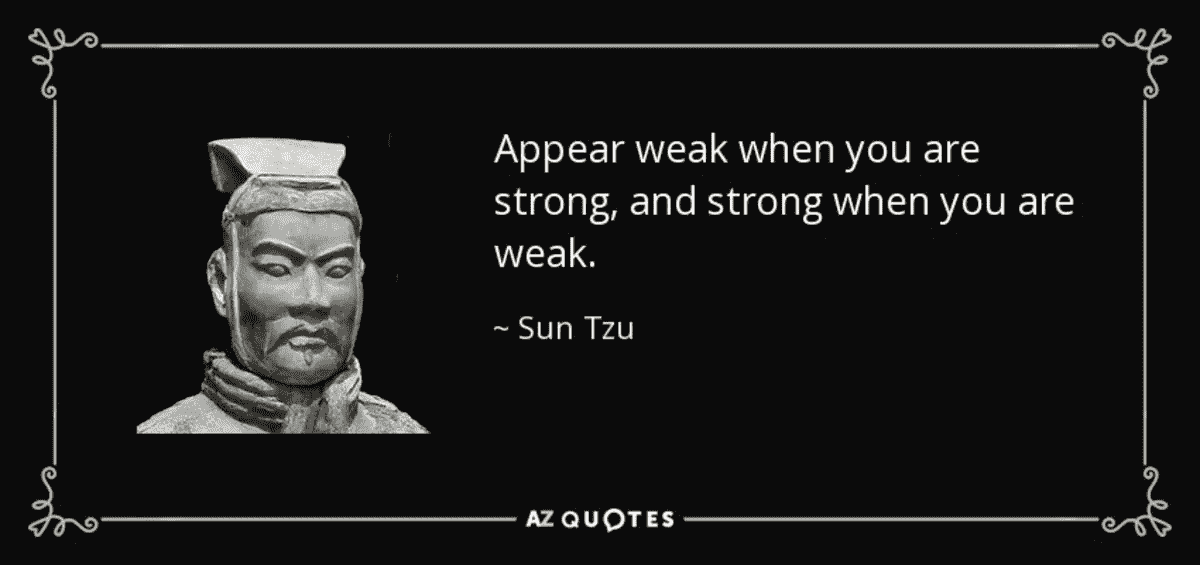 Appear weak when you are
strong, and strong when you are
weak.
~ Sun Tzu
AZ QUOTES